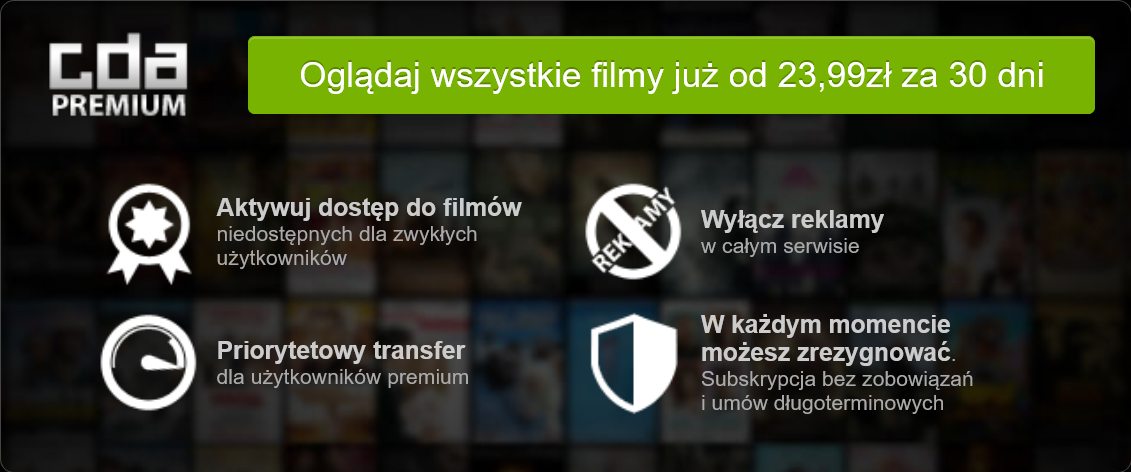 cda
PREMIUM
Oglądaj wszystkie filmy już od 23,99zł za 30 dni
Aktywuj dostęp do filmów
niedostępnych dla zwykłych
użytkowników
REKLAMY
Wyłącz reklamy
w całym serwisie
Priorytetowy transfer
dla użytkowników premium
W każdym momencie
możesz zrezygnować.
Subskrypcja bez zobowiązań
i umów długoterminowych